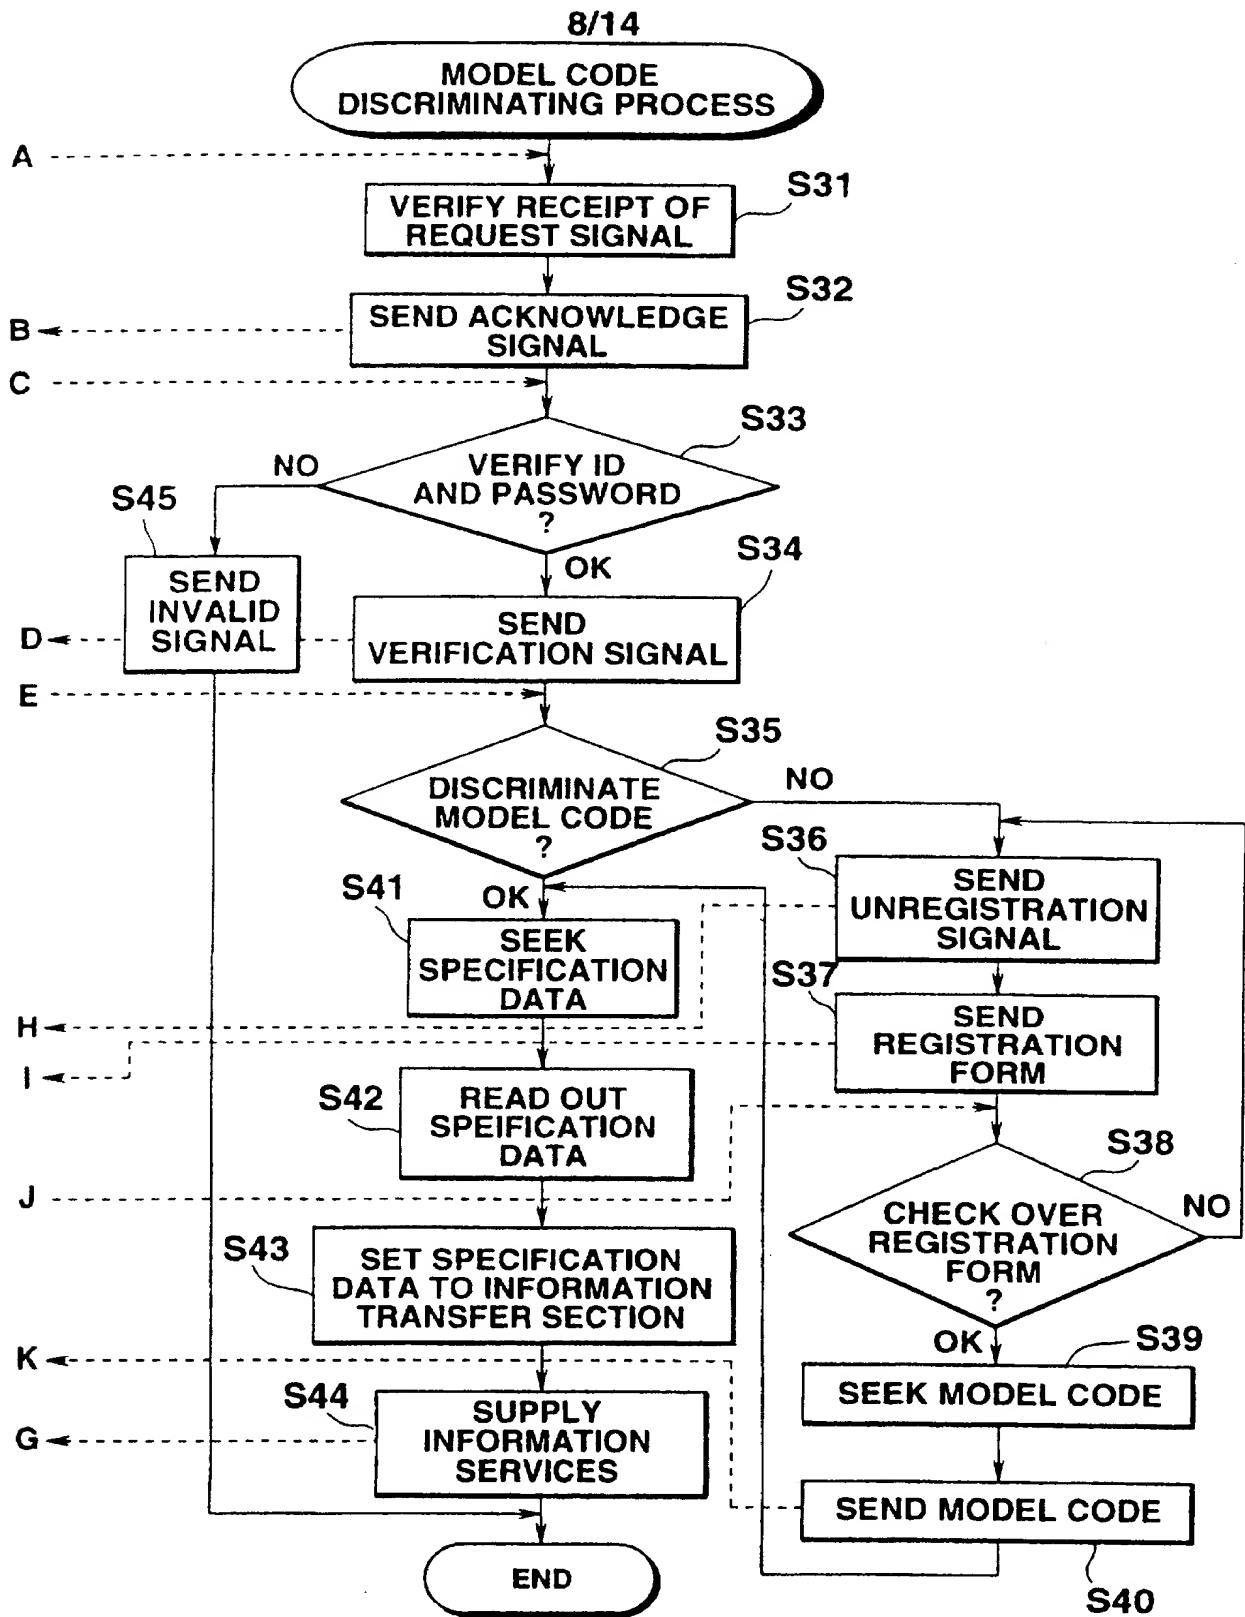 8/14
MODEL CODE
DISCRIMINATING PROCESS
A
S31
VERIFY RECEIPT OF
REQUEST SIGNAL
S32
B
SEND ACKNOWLEDGE
SIGNAL
C
S33
NO
VERIFY ID
AND PASSWORD
?
S45
OK
S34
SEND
INVALID
SIGNAL
D
SEND
VERIFICATION SIGNAL
E
S35
DISCRIMINATE
MODEL CODE
?
NO
S36
SEND
UNREGISTRATION
SIGNAL
OK
S41
SEEK
SPECIFICATION
DATA
S37
SEND
REGISTRATION
FORM
H
I
S42
READ OUT
SPEIFICATION
DATA
J
S38
CHECK OVER
REGISTRATION
FORM
?
NO
S43
SET SPECIFICATION
DATA TO INFORMATION
TRANSFER SECTION
OK
K
S39
SEEK MODEL CODE
S44
SUPPLY
INFORMATION
SERVICES
G
SEND MODEL CODE
S40
END